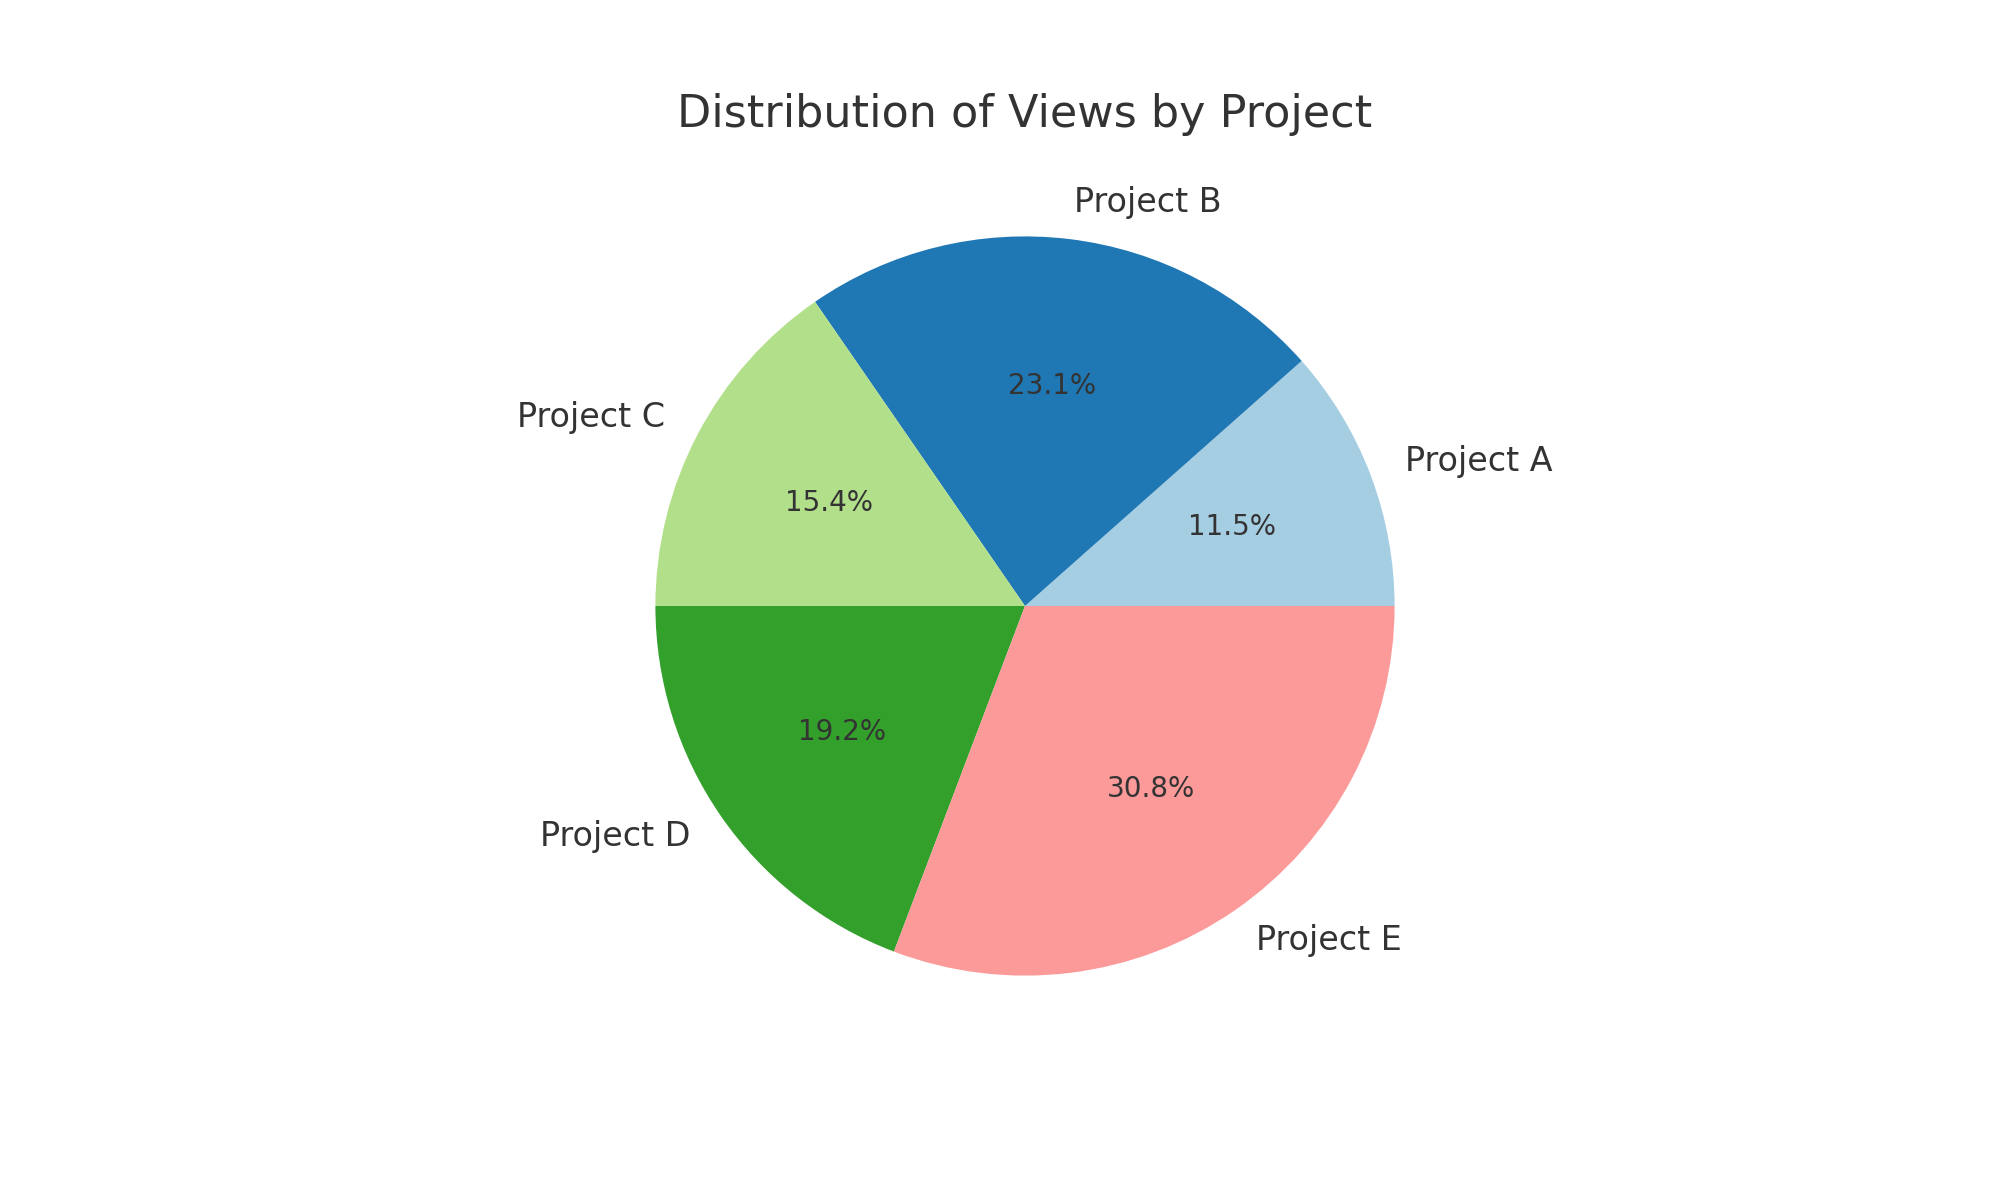 Distribution of Views by Project
Project B
23.1%
Project C
Project A
15.4%
11.5%
19.2%
30.8%
Project D
Project E